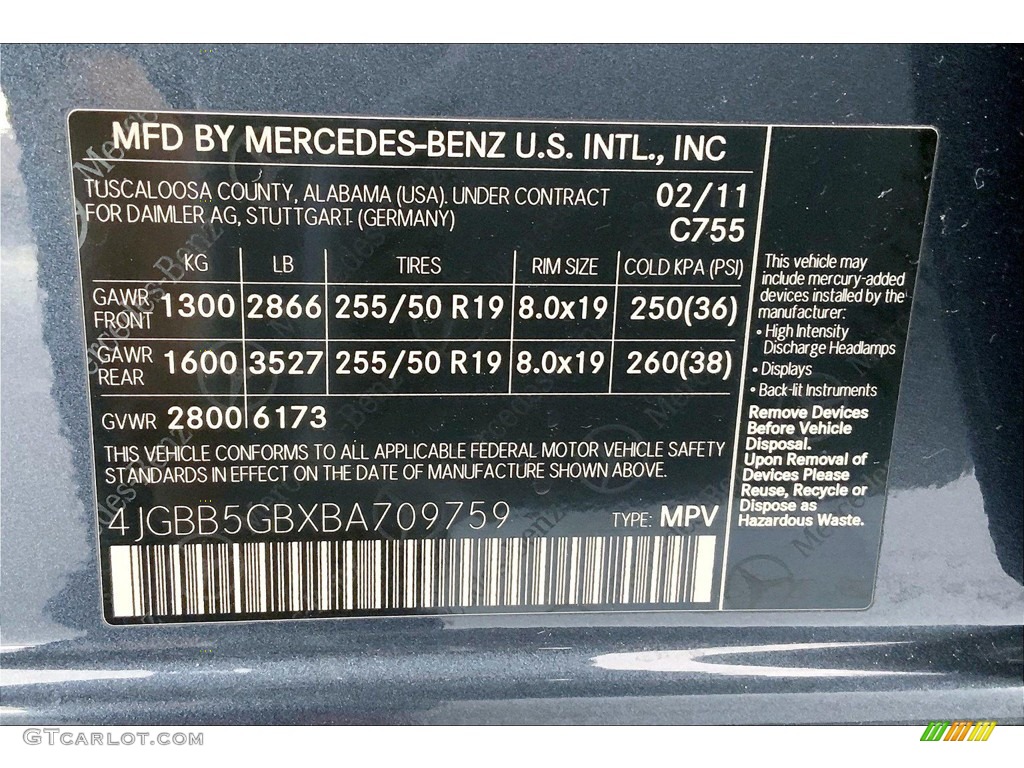 MFD BY MERCEDES-BENZ U.S. INTL., INC
TUSCALOOSA COUNTY, ALABAMA (USA). UNDER CONTRACT
FOR DAIMLER AG, STUTTGART (GERMANY)
02/11
C755
KG LB TIRES RIM SIZE COLD KPA (PSI)
GAWR FRONT 1300 2866 255/50 R19 8.0x19 250(36)
GAWR REAR 1600 3527 255/50 R19 8.0x19 260(38)
GVWR 2800 6173
THIS VEHICLE CONFORMS TO ALL APPLICABLE FEDERAL MOTOR VEHICLE SAFETY
STANDARDS IN EFFECT ON THE DATE OF MANUFACTURE SHOWN ABOVE.
4JGBB5GBXBA709759
TYPE: MPV
This vehicle may
include mercury-added
devices installed by the
manufacturer:
• High Intensity
Discharge Headlamps
• Displays
• Back-lit Instruments
Remove Devices
Before Vehicle
Disposal.
Upon Removal of
Devices Please
Reuse, Recycle or
Dispose as
Hazardous Waste.
GTCARLOT.COM